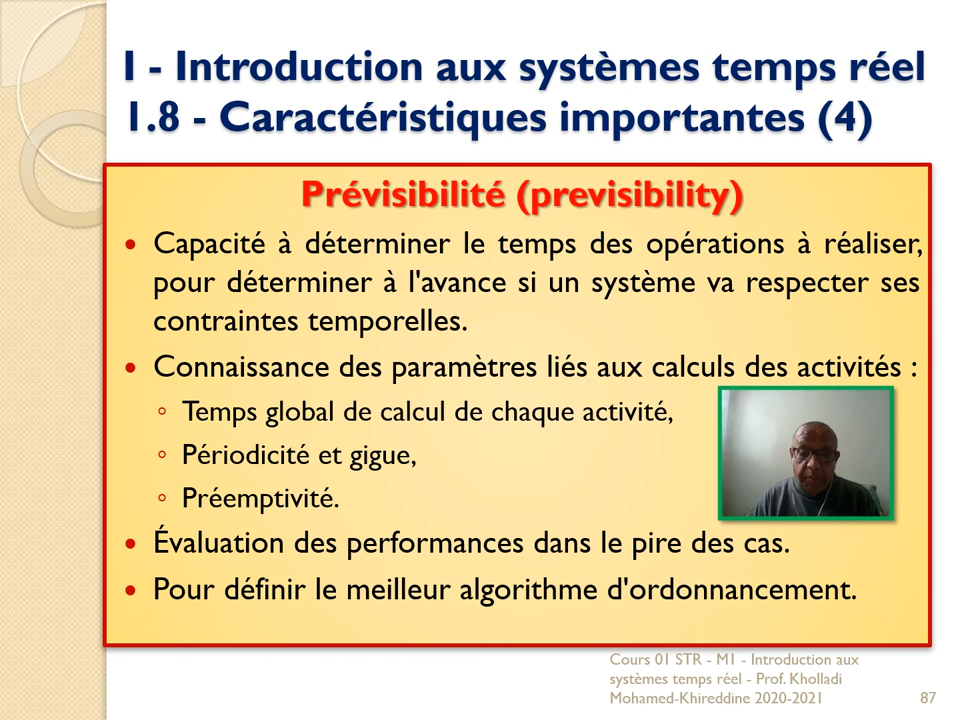 I - Introduction aux systèmes temps réel
1.8 - Caractéristiques importantes (4)
Prévisibilité (previsibility)
• Capacité à déterminer le temps des opérations à réaliser,
pour déterminer à l'avance si un système va respecter ses
contraintes temporelles.
• Connaissance des paramètres liés aux calculs des activités :
◦ Temps global de calcul de chaque activité,
◦ Périodicité et gigue,
◦ Préemptivité.
• Évaluation des performances dans le pire des cas.
• Pour définir le meilleur algorithme d'ordonnancement.
Cours 01 STR - M1 - Introduction aux
systèmes temps réel - Prof. Kholladi
Mohamed-Khireddine 2020-2021
87